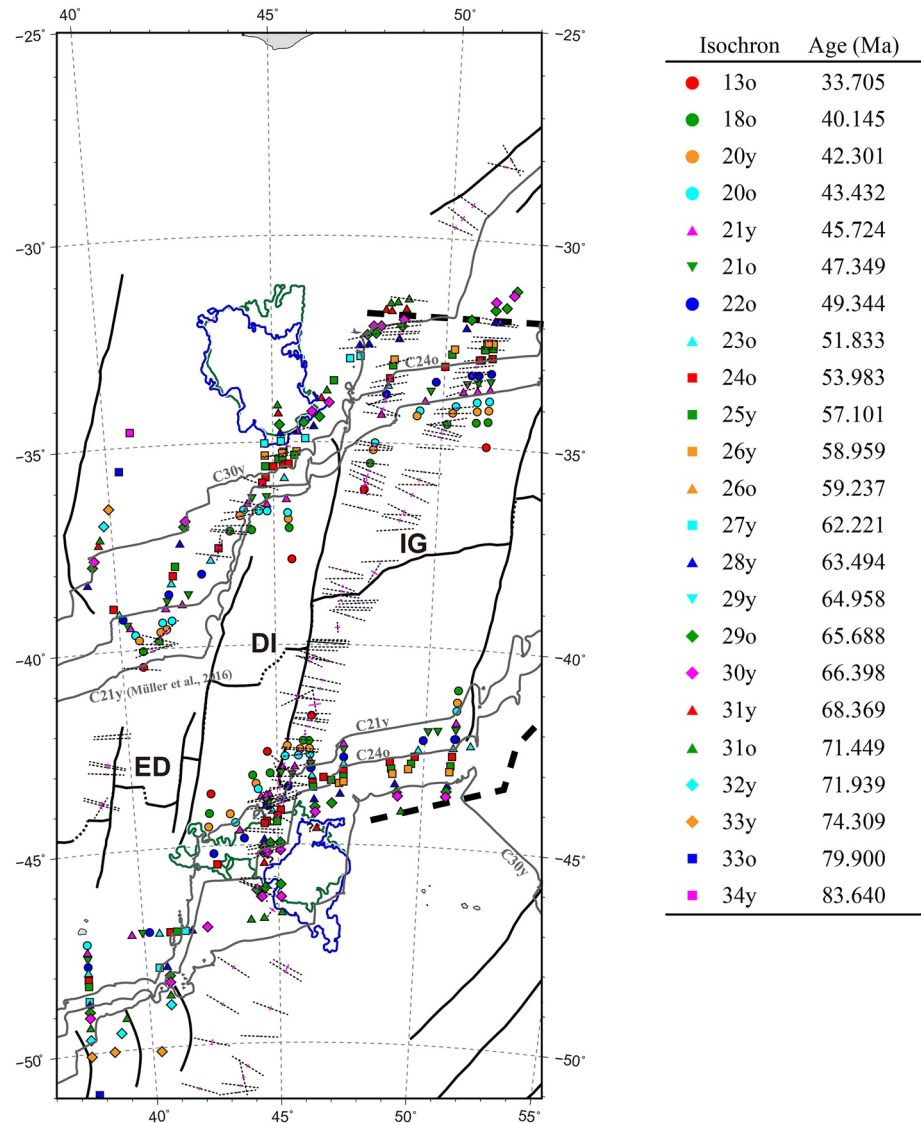 40° 45° 50°
−25°
−25°
Isochron Age (Ma)
13o 33.705
18o 40.145
20y 42.301
20o 43.432
21y 45.724
−30°
−30°
21o 47.349
22o 49.344
23o 51.833
C24o
24o 53.983
25y 57.101
−35°
−35°
C30y
26y 58.959
26o 59.237
27y 62.221
IG
28y 63.494
29y 64.958
29o 65.688
DI
−40°
−40°
30y 66.398
C21y (Müller et al., 2016)
31y 68.369
C21y
31o 71.449
C24o
ED
32y 71.939
33y 74.309
−45°
−45°
C30y
33o 79.900
34y 83.640
−50°
−50°
40° 45° 50° 55°